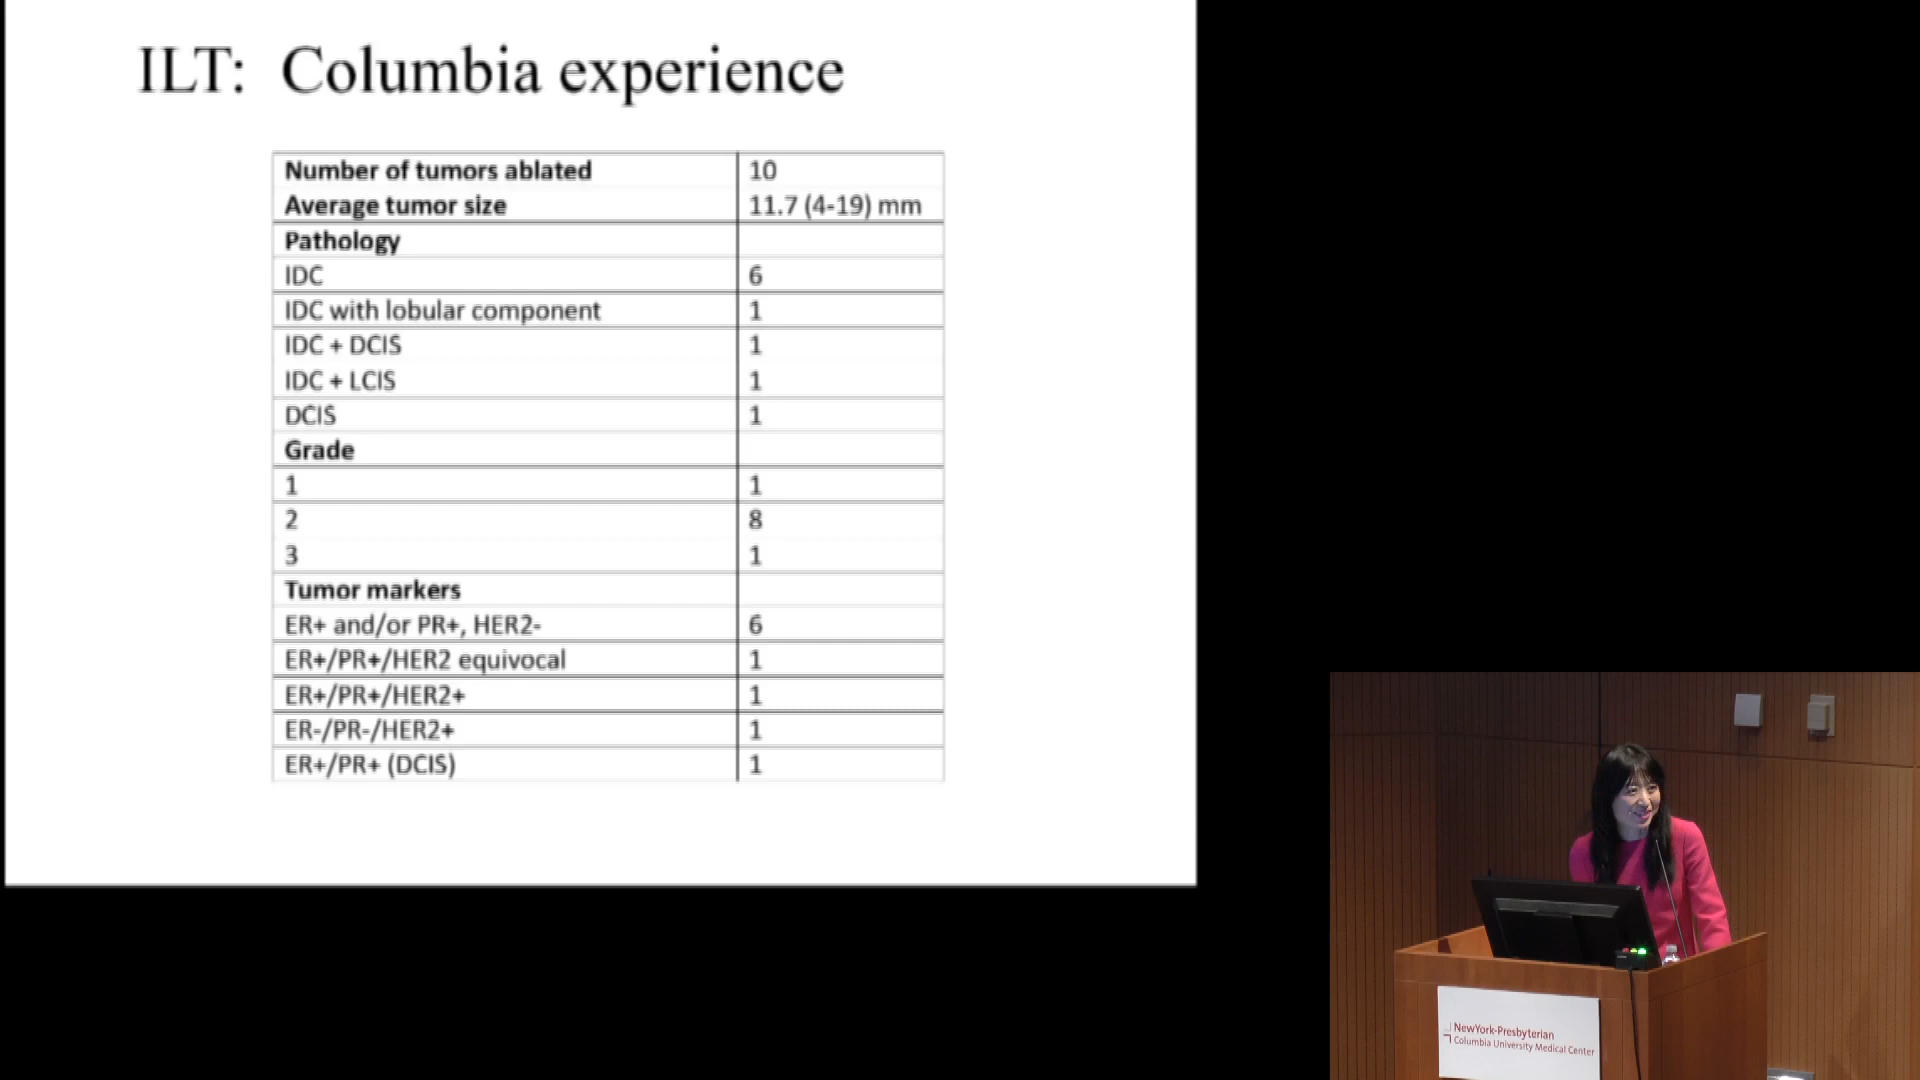 ILT: Columbia experience
Number of tumors ablated 10
Average tumor size 11.7 (4-19) mm
Pathology
IDC 6
IDC with lobular component 1
IDC + DCIS 1
IDC + LCIS 1
DCIS 1
Grade
1 1
2 8
3 1
Tumor markers
ER+ and/or PR+, HER2- 6
ER+/PR+/HER2 equivocal 1
ER+/PR+/HER2+ 1
ER-/PR-/HER2+ 1
ER+/PR+ (DCIS) 1
NewYork-Presbyterian
Columbia University Medical Center